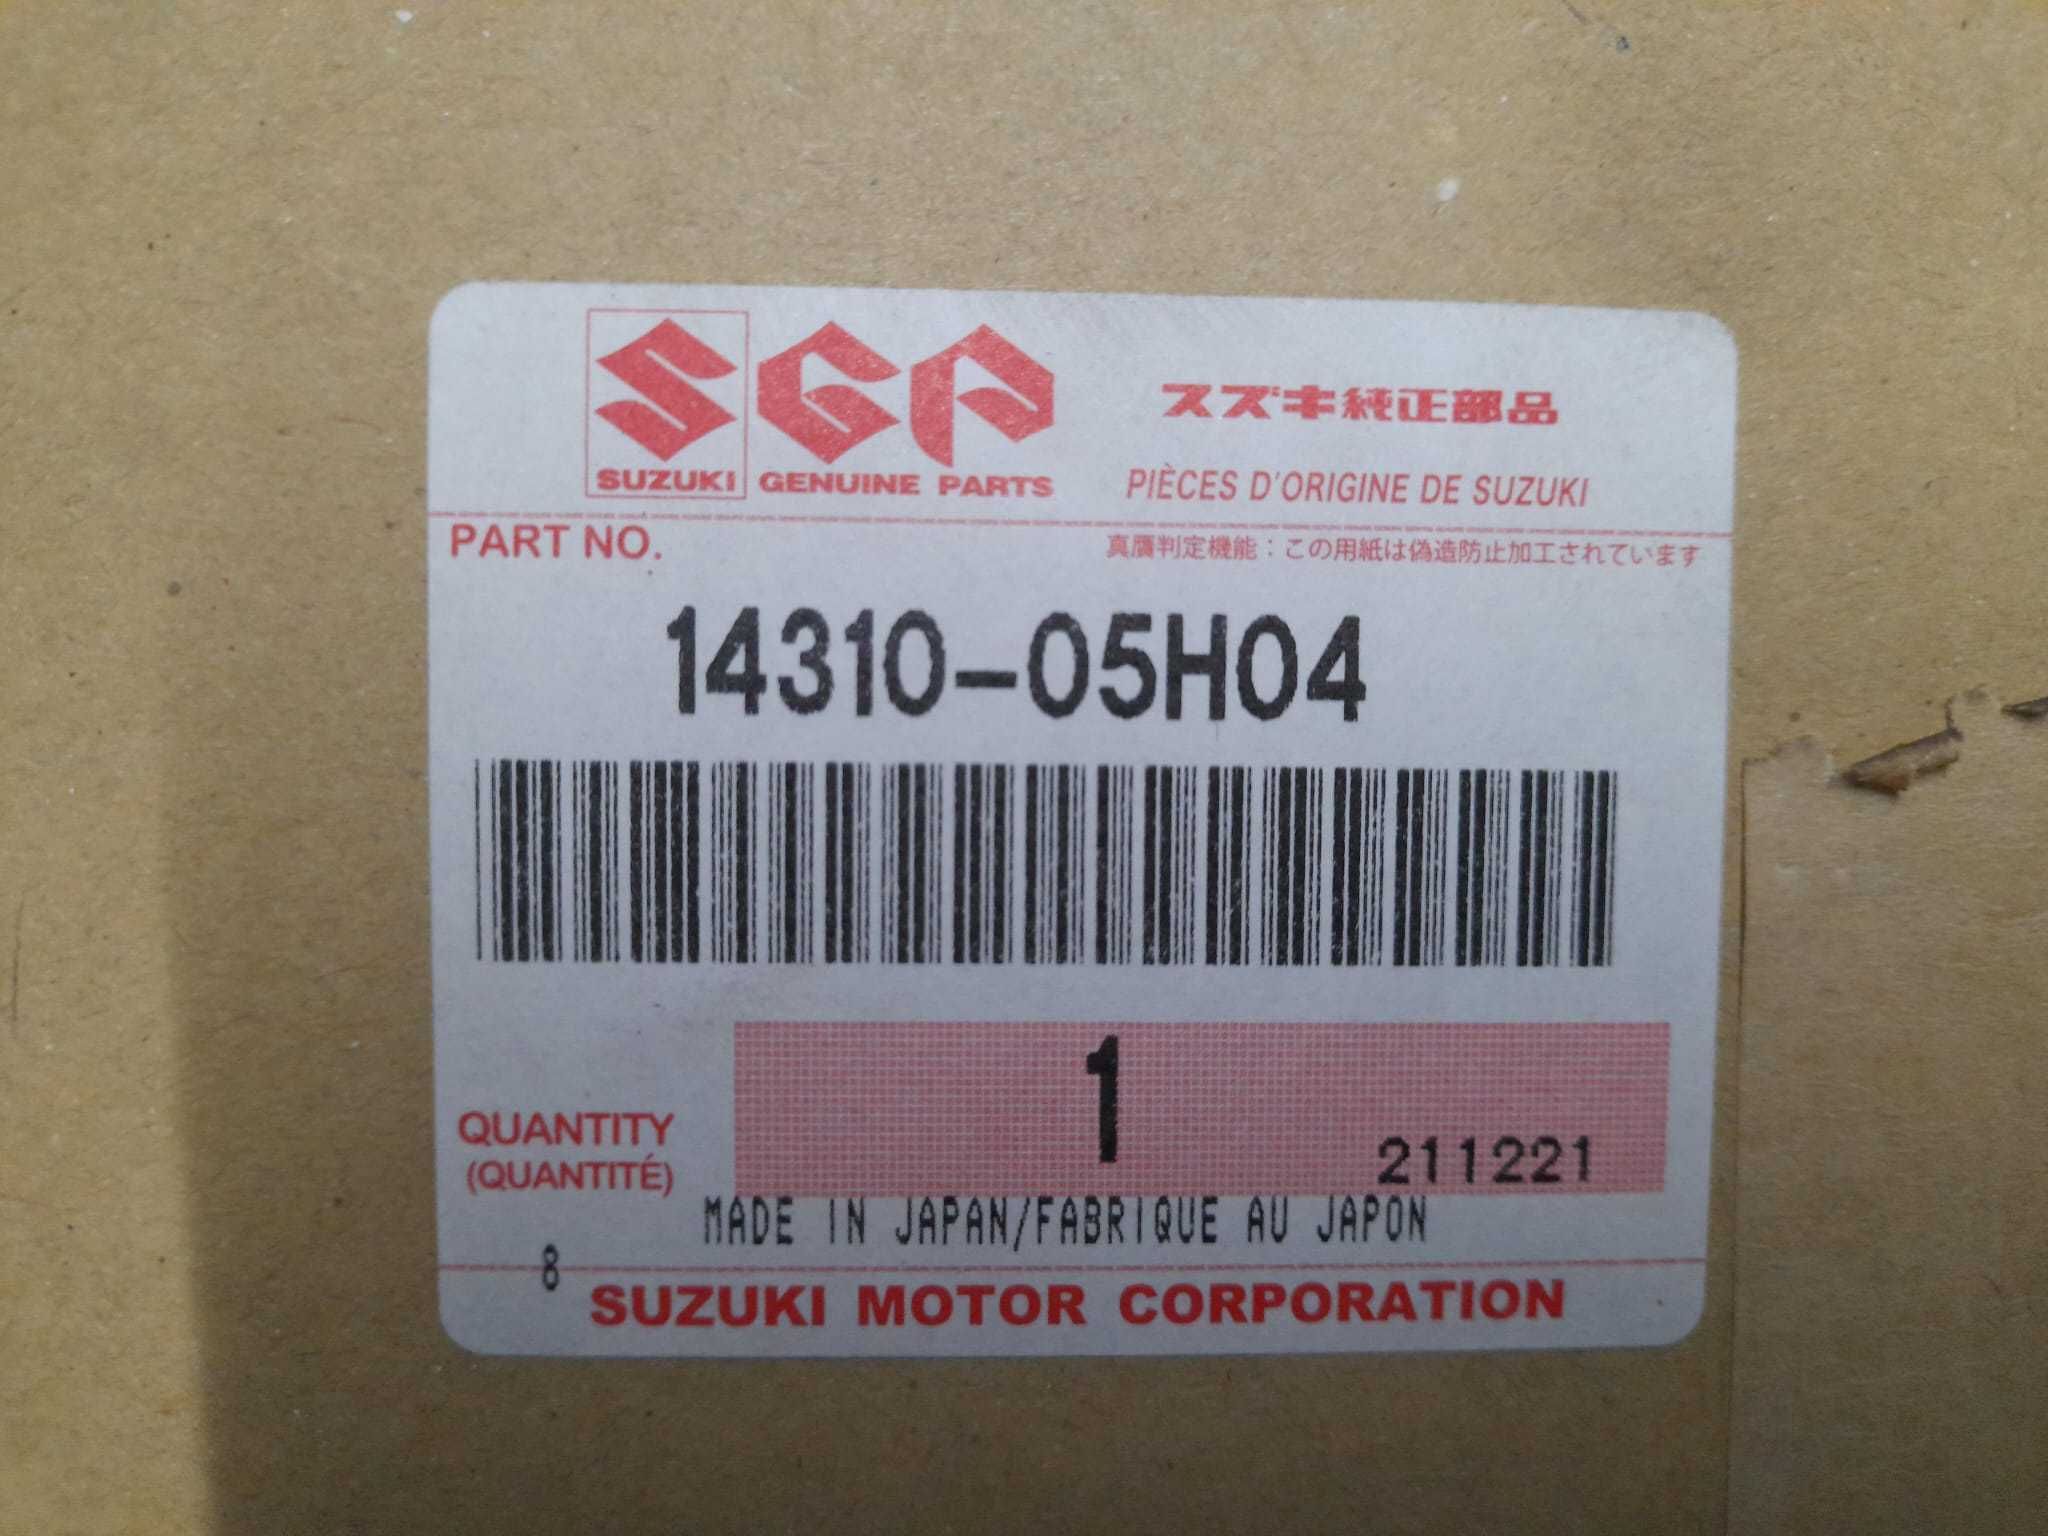 SGP
SUZUKI GENUINE PARTS
スズキ純正部品
PIÈCES D'ORIGINE DE SUZUKI
PART NO.
真贋判定機能：この用紙は偽造防止加工されています
14310-05H04
1
QUANTITY
(QUANTITÉ)
211221
MADE IN JAPAN/FABRIQUE AU JAPON
8
SUZUKI MOTOR CORPORATION